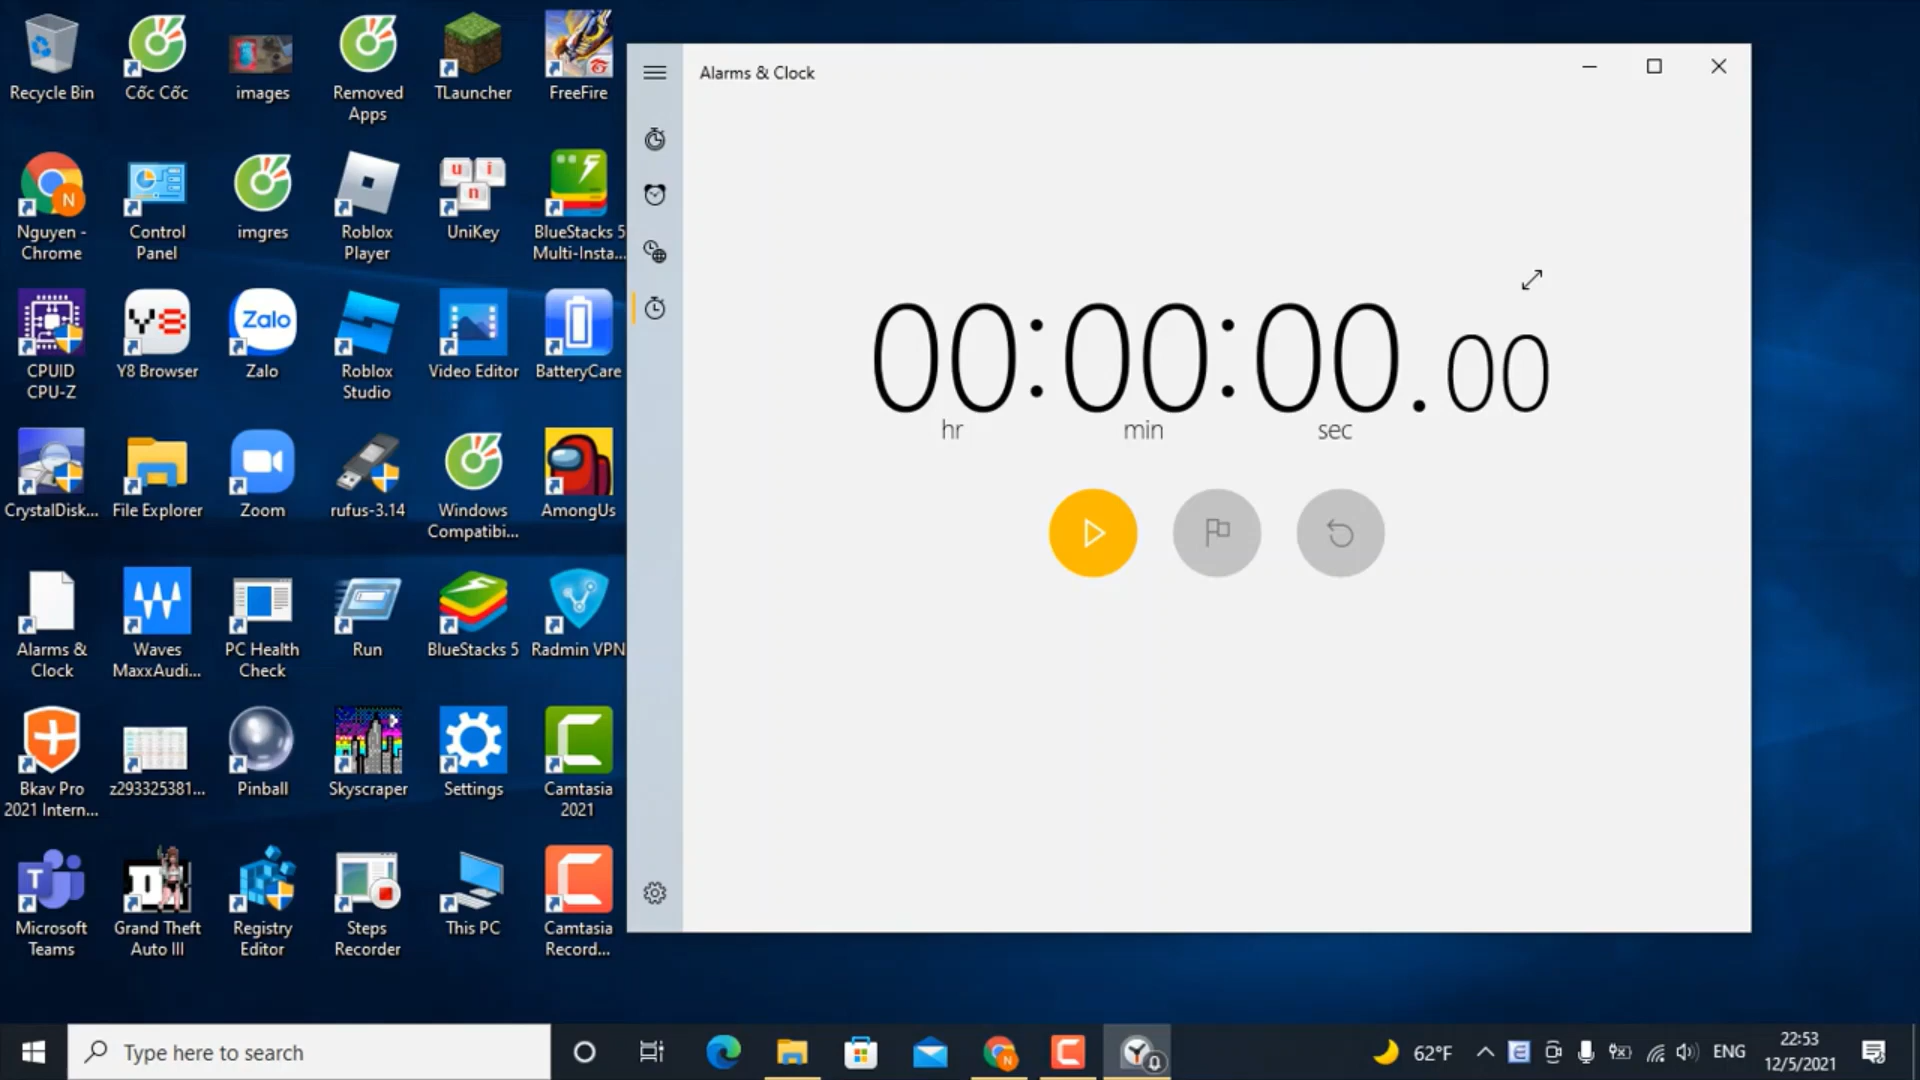 Recycle Bin
Cốc Cốc
images
Removed
Apps
TLauncher
FreeFire
Nguyen -
Chrome
Control
Panel
imgres
Roblox
Player
u i
n
UniKey
BlueStacks 5
Multi-Insta...
CPUID
CPU-Z
Y8
Y8 Browser
Zalo
Zalo
Roblox
Studio
Video Editor
BatteryCare
CrystalDisk...
File Explorer
Zoom
rufus-3.14
Windows
Compatibi...
AmongUs
Alarms &
Clock
Waves
MaxxAudi...
PC Health
Check
Run
BlueStacks 5
Radmin VPN
Bkav Pro
2021 Intern...
z293325381...
Pinball
Skyscraper
Settings
Camtasia
2021
Microsoft
Teams
Grand Theft
Auto III
Registry
Editor
Steps
Recorder
This PC
Camtasia
Record...
Alarms & Clock
00:00:00.00
hr min sec
Type here to search
62°F
ENG
22:53
12/5/2021